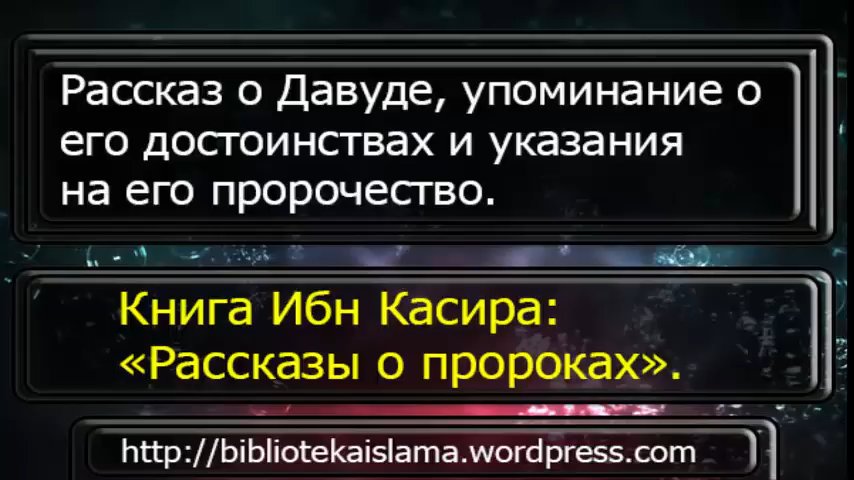 Рассказ о Давуде, упоминание о
его достоинствах и указания
на его пророчество.
Книга Ибн Касира:
«Рассказы о пророках».
http://bibliotekaislama.wordpress.com